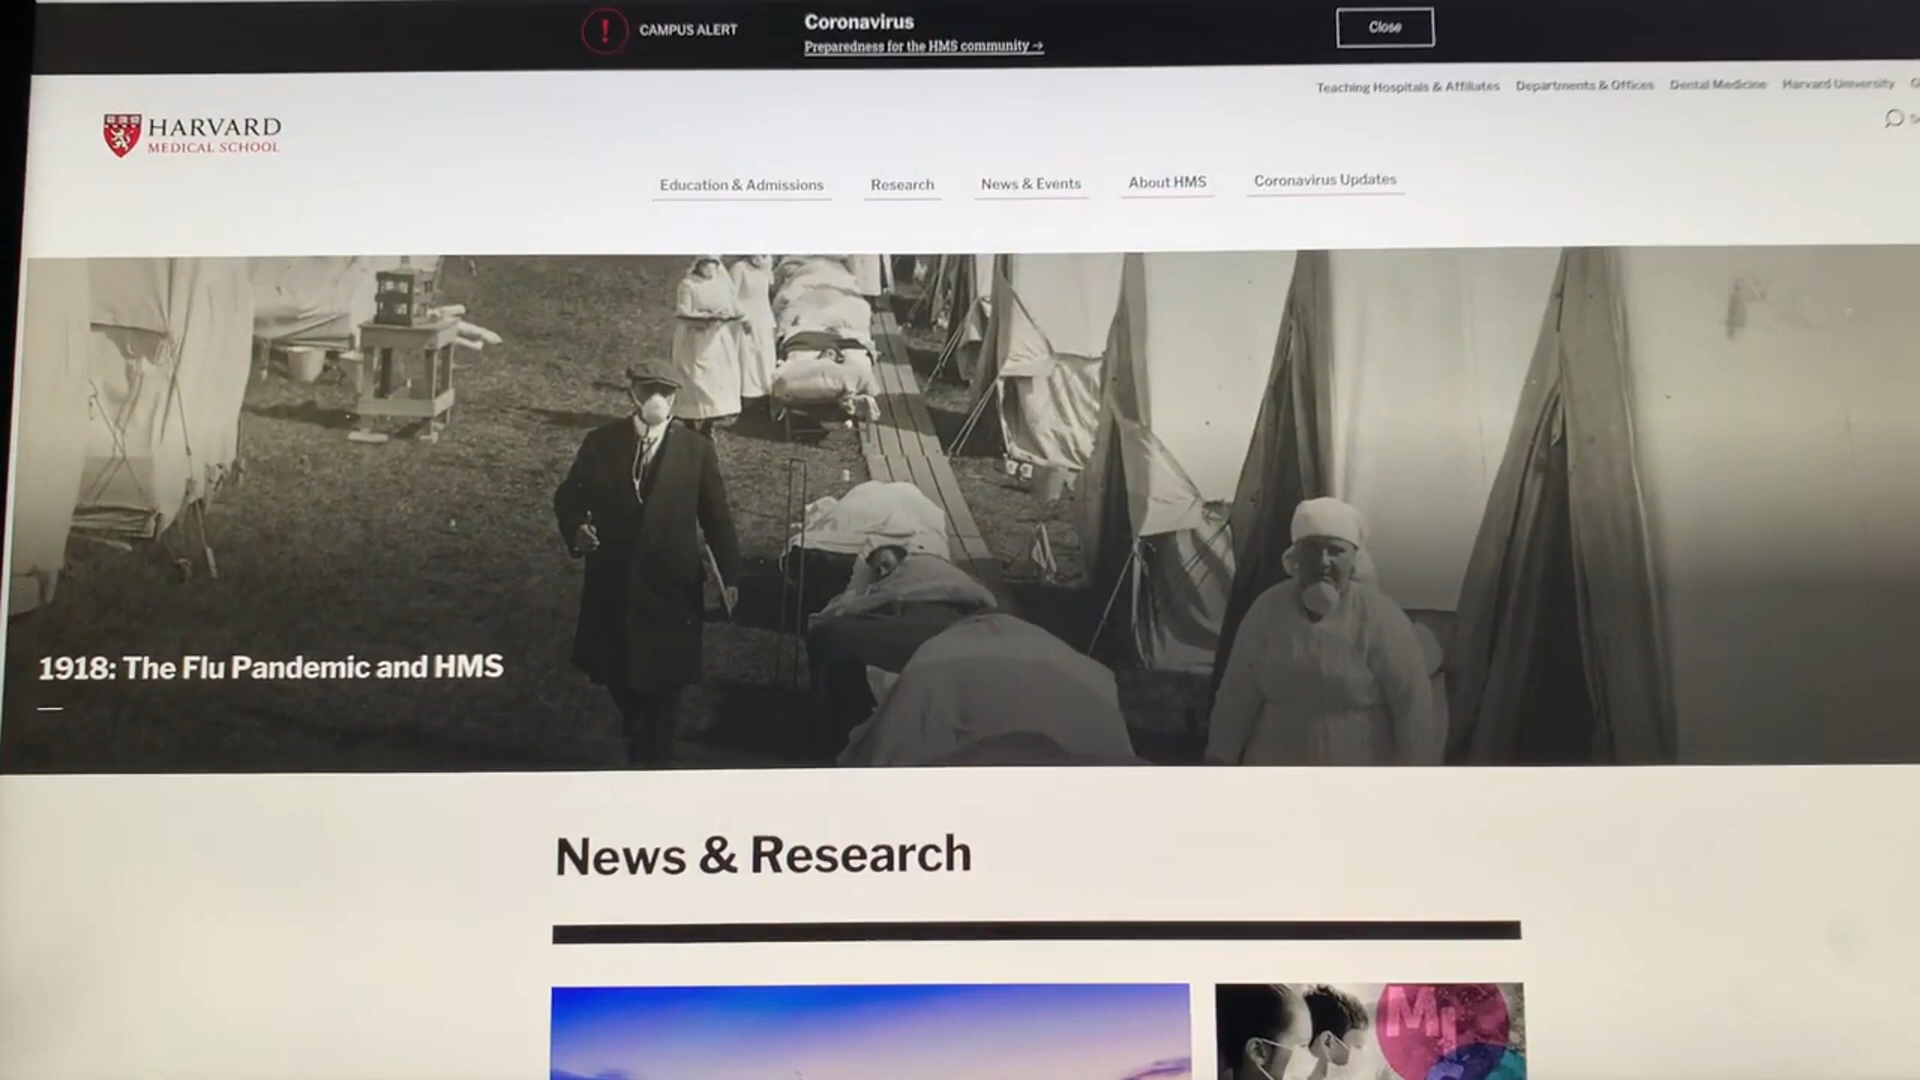 CAMPUS ALERT
Coronavirus
Preparedness for the HMS community →
Close
Teaching Hospitals & Affiliates Departments & Offices Dental Medicine Harvard University
HARVARD
MEDICAL SCHOOL
Education & Admissions Research News & Events About HMS Coronavirus Updates
1918: The Flu Pandemic and HMS
News & Research